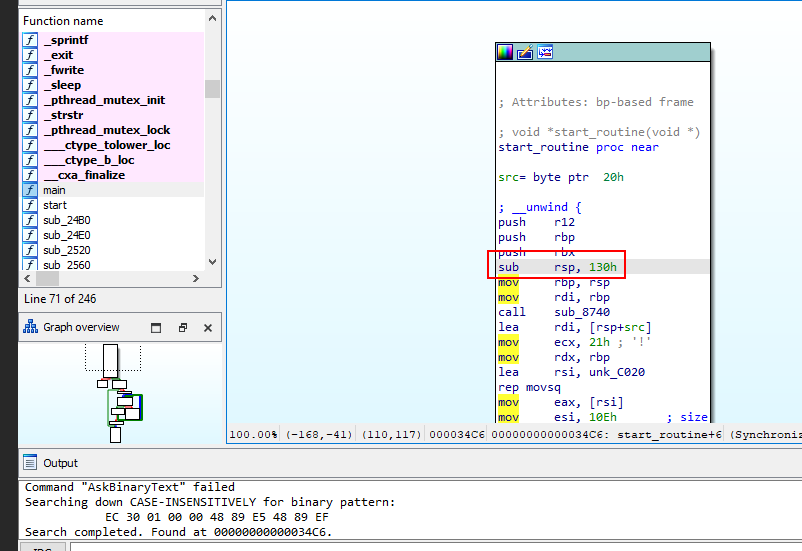 Function name
f _sprintf
f _exit
f _fwrite
f _sleep
f _pthread_mutex_init
f _strstr
f _pthread_mutex_lock
f ___ctype_tolower_loc
f ___ctype_b_loc
f __cxa_finalize
f main
f start
f sub_24B0
f sub_24E0
f sub_2520
f sub_2560
Line 71 of 246
Graph overview
; Attributes: bp-based frame
; void *start_routine(void *)
start_routine proc near
src= byte ptr  20h
; __unwind {
push    r12
push    rbp
push    rbx
sub     rsp, 130h
mov     rbp, rsp
mov     rdi, rbp
call    sub_8740
lea     rdi, [rsp+src]
mov     ecx, 21h ; '!'
mov     rdx, rbp
lea     rsi, unk_C020
rep movsq
mov     eax, [rsi]
mov     esi, 10Eh       ; size
100.00% (-168,-41) (110,117) 000034C6 00000000000034C6: start_routine+6 (Synchroniz
Output
Command "AskBinaryText" failed
Searching down CASE-INSENSITIVELY for binary pattern:
EC 30 01 00 00 48 89 E5 48 89 EF
Search completed. Found at 00000000000034C6.